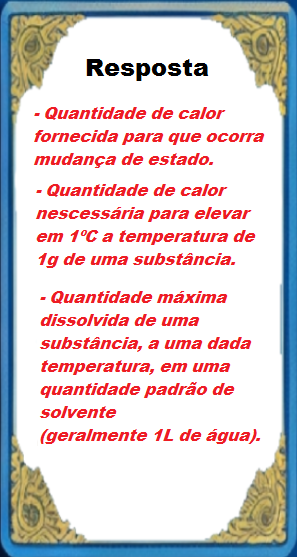 Resposta
- Quantidade de calor
fornecida para que ocorra
mudança de estado.
- Quantidade de calor
nescessária para elevar
em 1ºC a temperatura de
1g de uma substância.
- Quantidade máxima
dissolvida de uma
substância, a uma dada
temperatura, em uma
quantidade padrão de
solvente
(geralmente 1L de água).